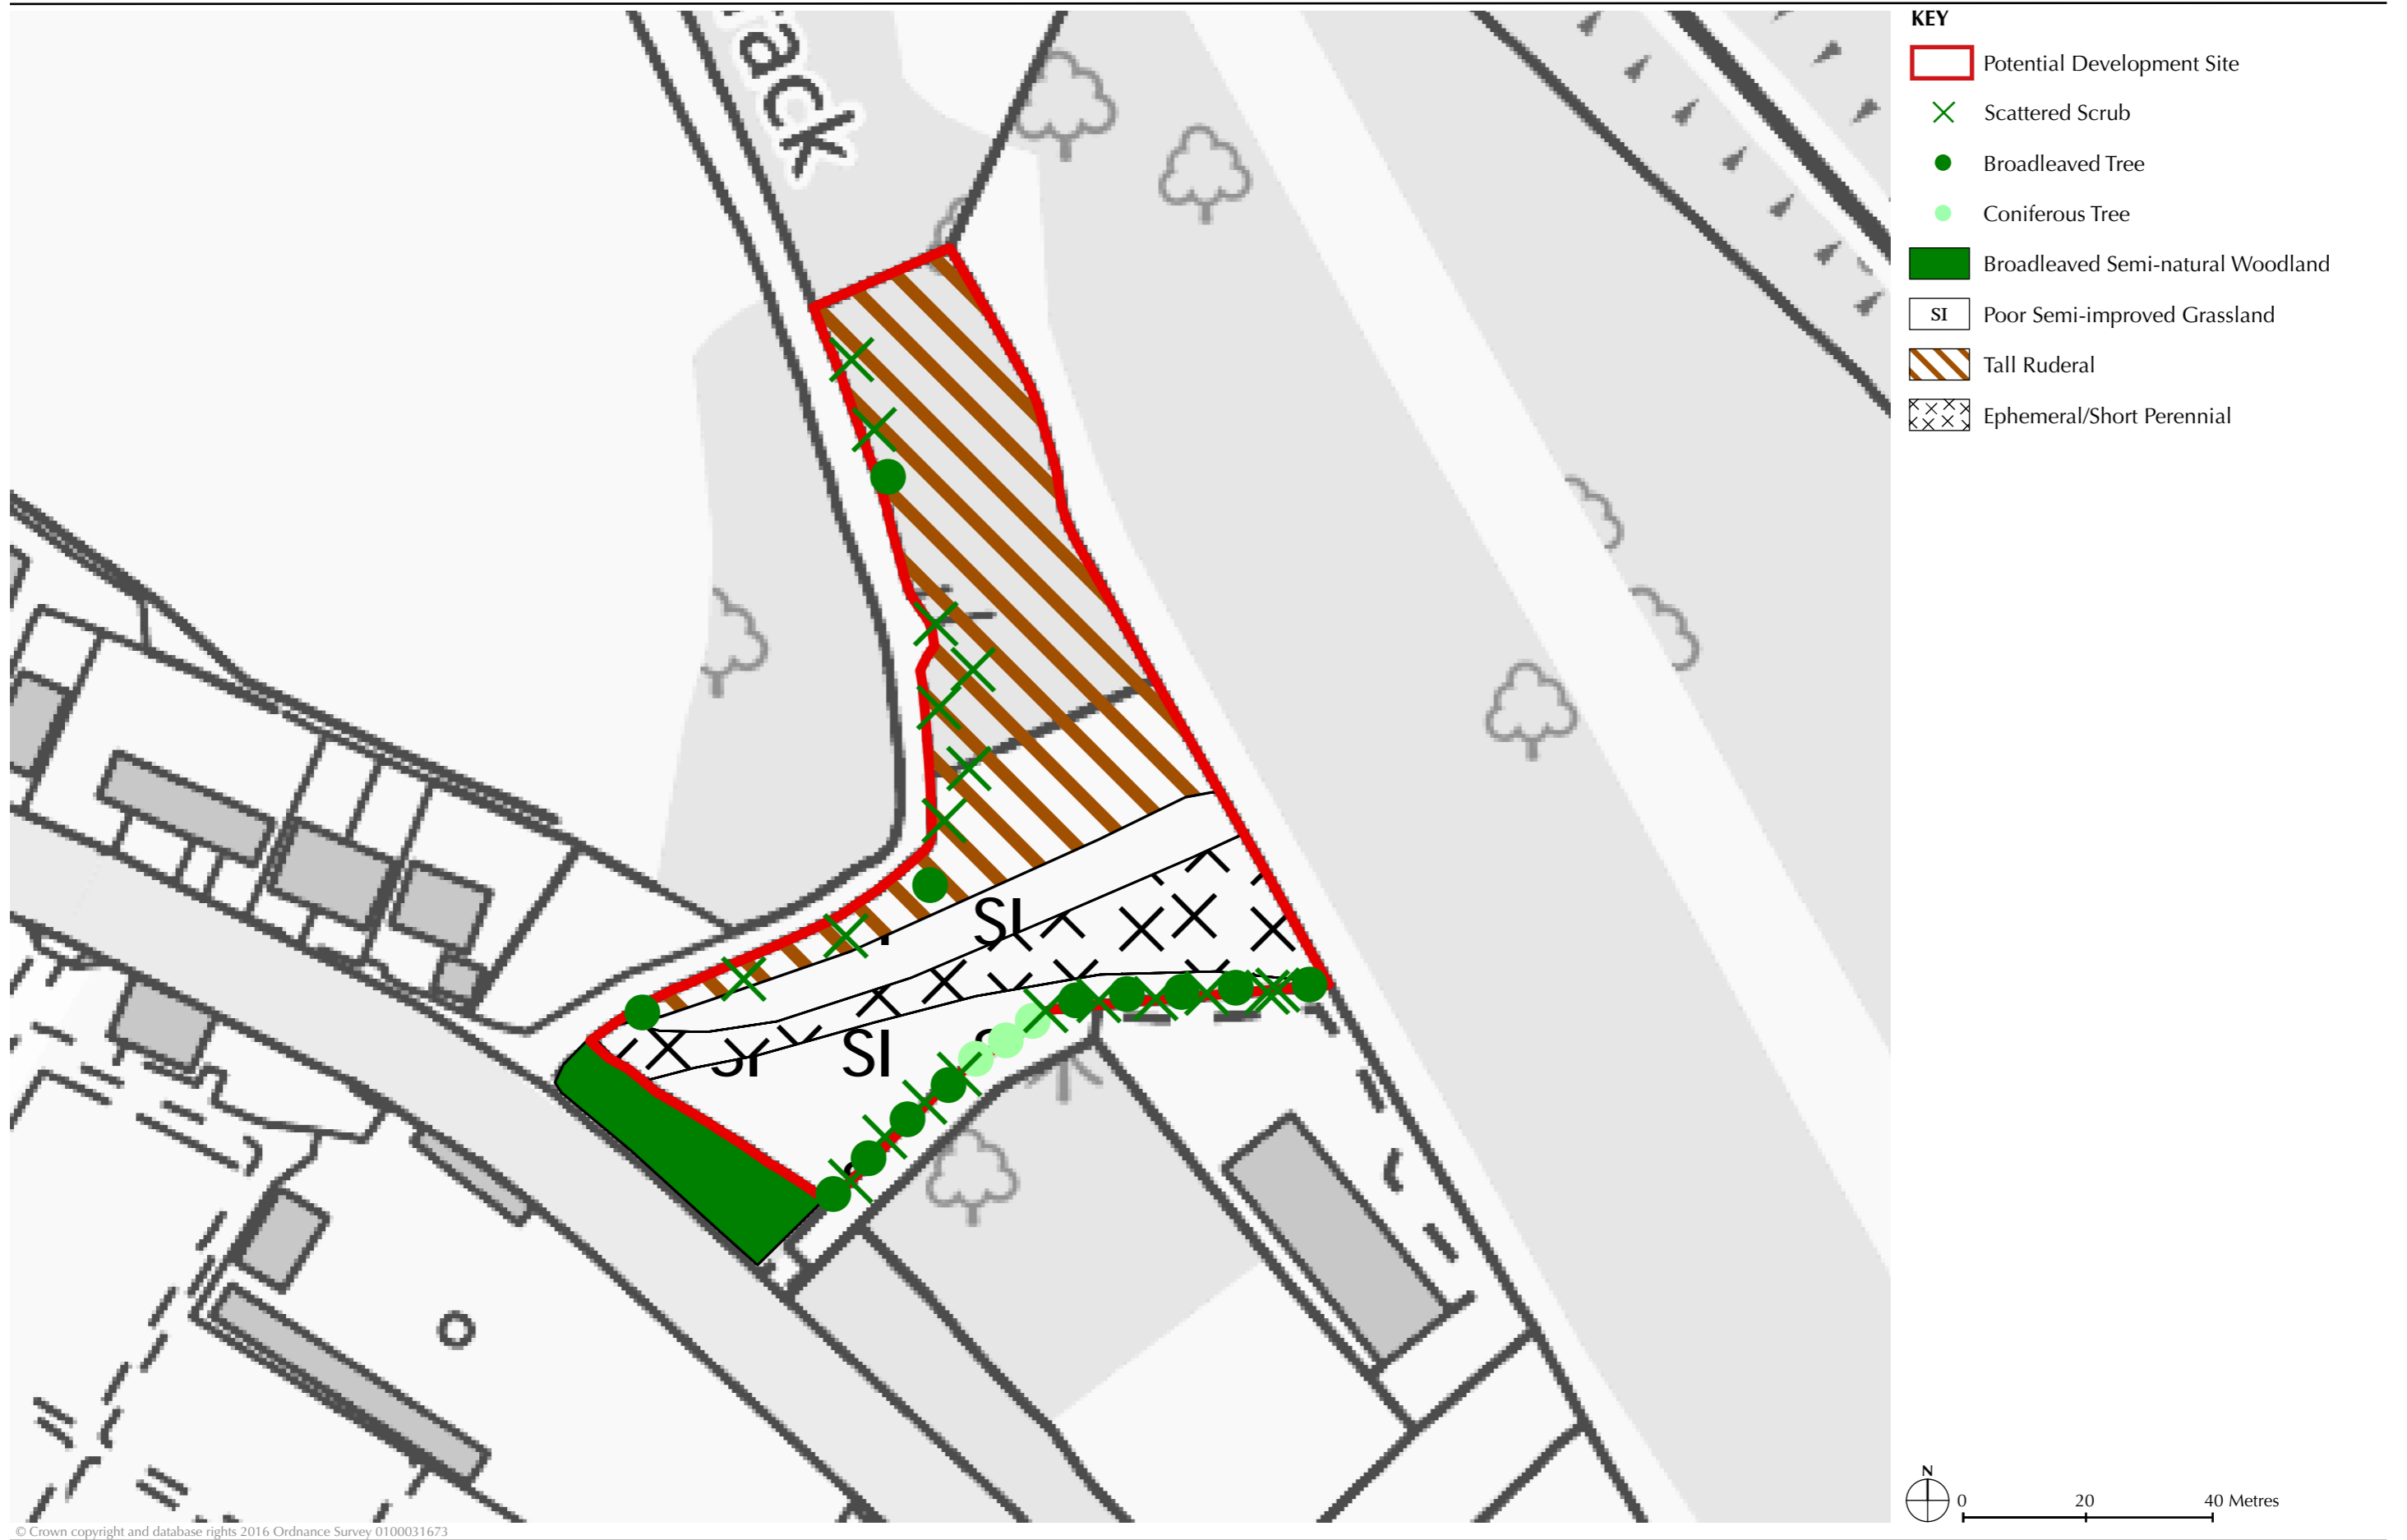 rack
SI
SI
SI
KEY
Potential Development Site
Scattered Scrub
Broadleaved Tree
Coniferous Tree
Broadleaved Semi-natural Woodland
SI Poor Semi-improved Grassland
Tall Ruderal
Ephemeral/Short Perennial
N
0 20 40 Metres
© Crown copyright and database rights 2016 Ordnance Survey 0100031673